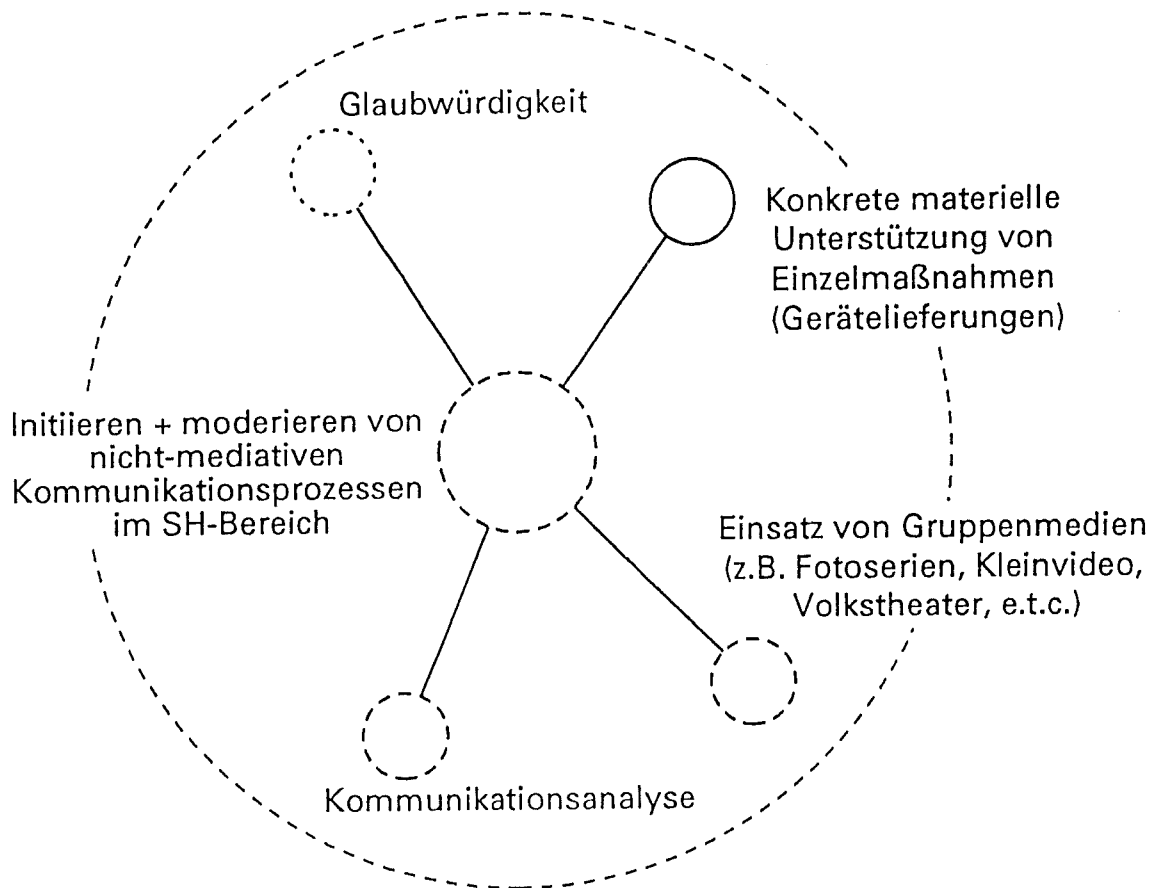 Glaubwürdigkeit
Konkrete materielle
Unterstützung von
Einzelmaßnahmen
(Gerätelieferungen)
Initiieren + moderieren von
nicht-mediativen
Kommunikationsprozessen
im SH-Bereich
Einsatz von Gruppenmedien
(z.B. Fotoserien, Kleinvideo,
Volkstheater, e.t.c.)
Kommunikationsanalyse